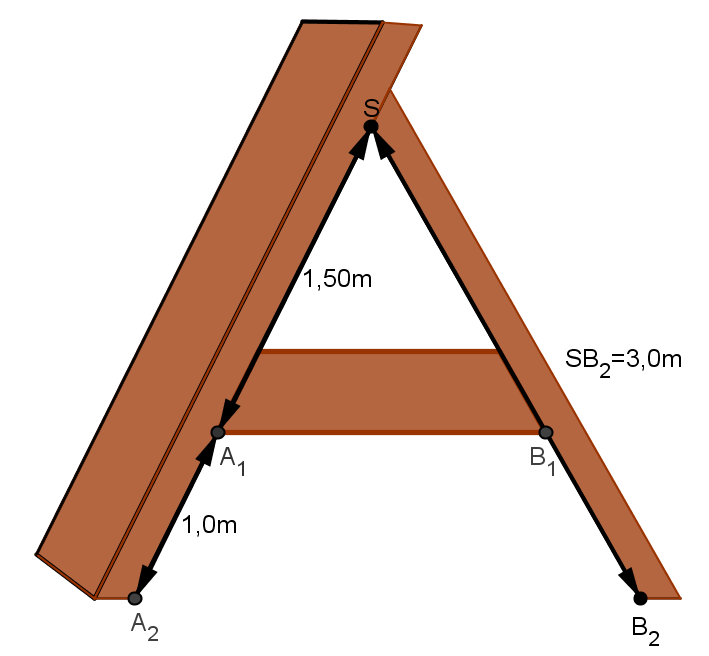 S
1,50m
SB₂=3,0m
A₁
B₁
1,0m
A₂
B₂